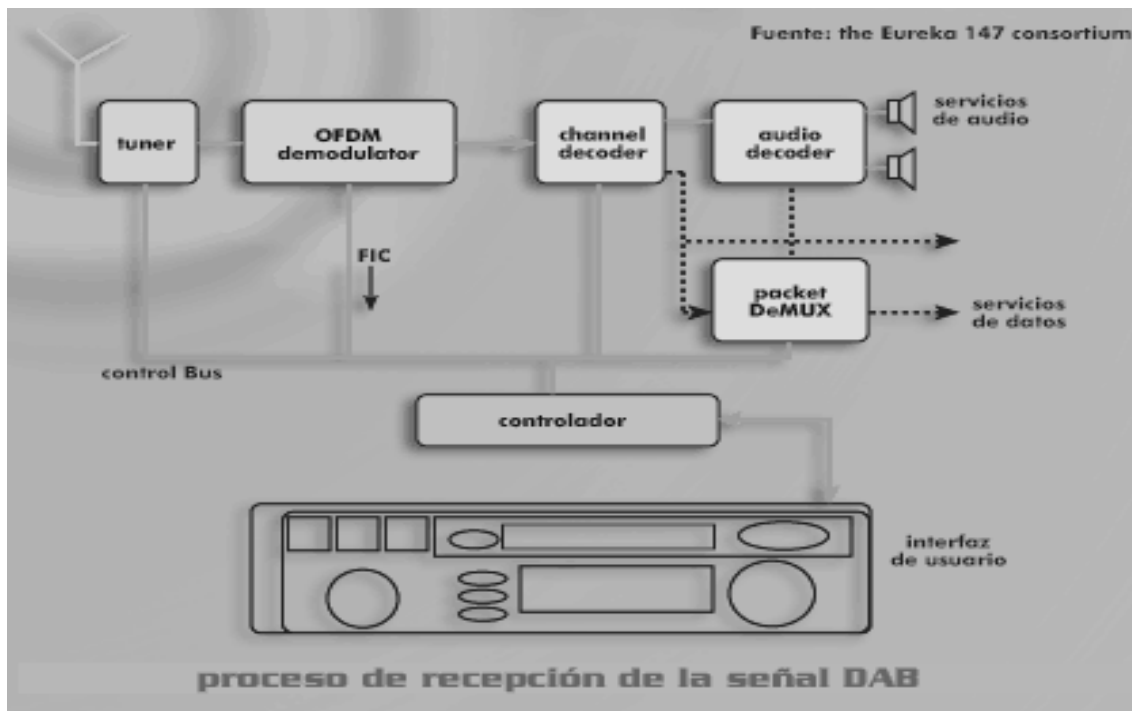 Fuente: the Eureka 147 consortium
tuner
OFDM
demodulator
channel
decoder
audio
decoder
servicios
de audio
FIC
packet
DeMUX
servicios
de datos
control Bus
controlador
interfaz
de usuario
proceso de recepción de la señal DAB